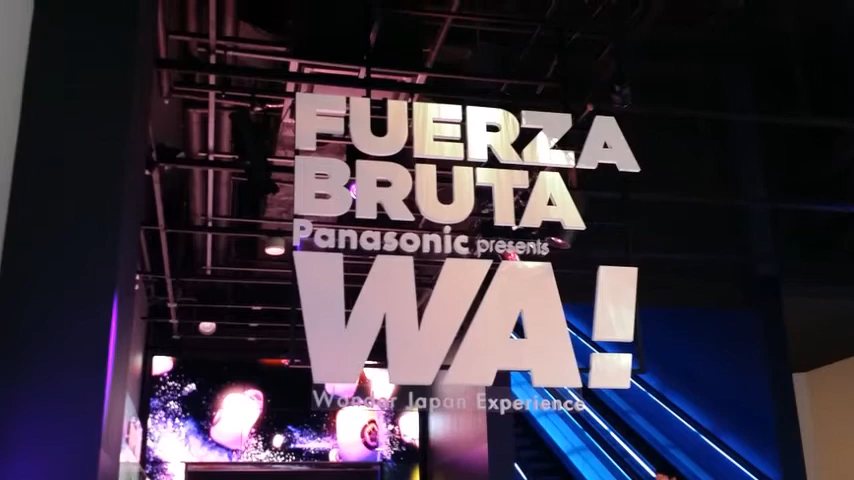 FUERZA
BRUTA
Panasonic presents
WA!
Wonder Japan Experience